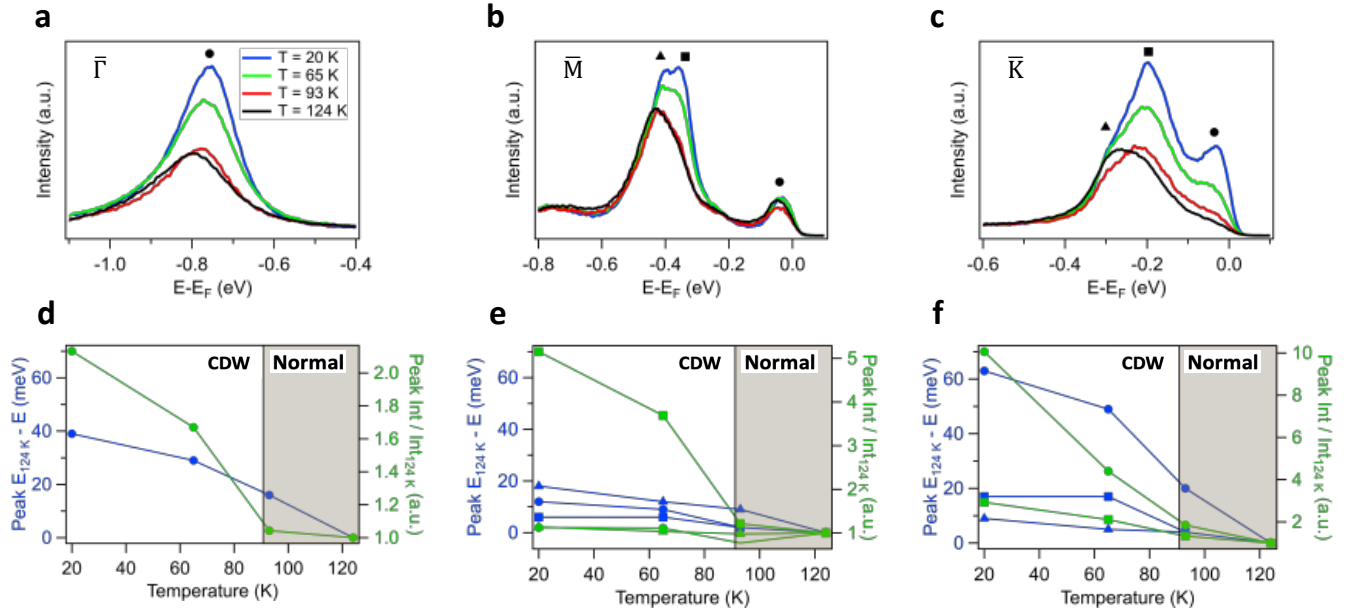 a
b
c
Γ̅
T = 20 K
T = 65 K
T = 93 K
T = 124 K
M̅
K̅
Intensity (a.u.)
Intensity (a.u.)
Intensity (a.u.)
-1.0
-0.8
-0.6
-0.4
-0.8
-0.6
-0.4
-0.2
0.0
-0.6
-0.4
-0.2
0.0
E-EF (eV)
E-EF (eV)
E-EF (eV)
d
e
f
CDW
Normal
CDW
Normal
CDW
Normal
Peak E124 K - E (meV)
60
40
20
0
2.0
1.8
1.6
1.4
1.2
1.0
Peak Int / Int124 K (a.u.)
Peak E124 K - E (meV)
60
40
20
0
5
4
3
2
1
Peak Int / Int124 K (a.u.)
Peak E124 K - E (meV)
60
40
20
0
10
8
6
4
2
Peak Int / Int124 K (a.u.)
20
40
60
80
100
120
20
40
60
80
100
120
20
40
60
80
100
120
Temperature (K)
Temperature (K)
Temperature (K)